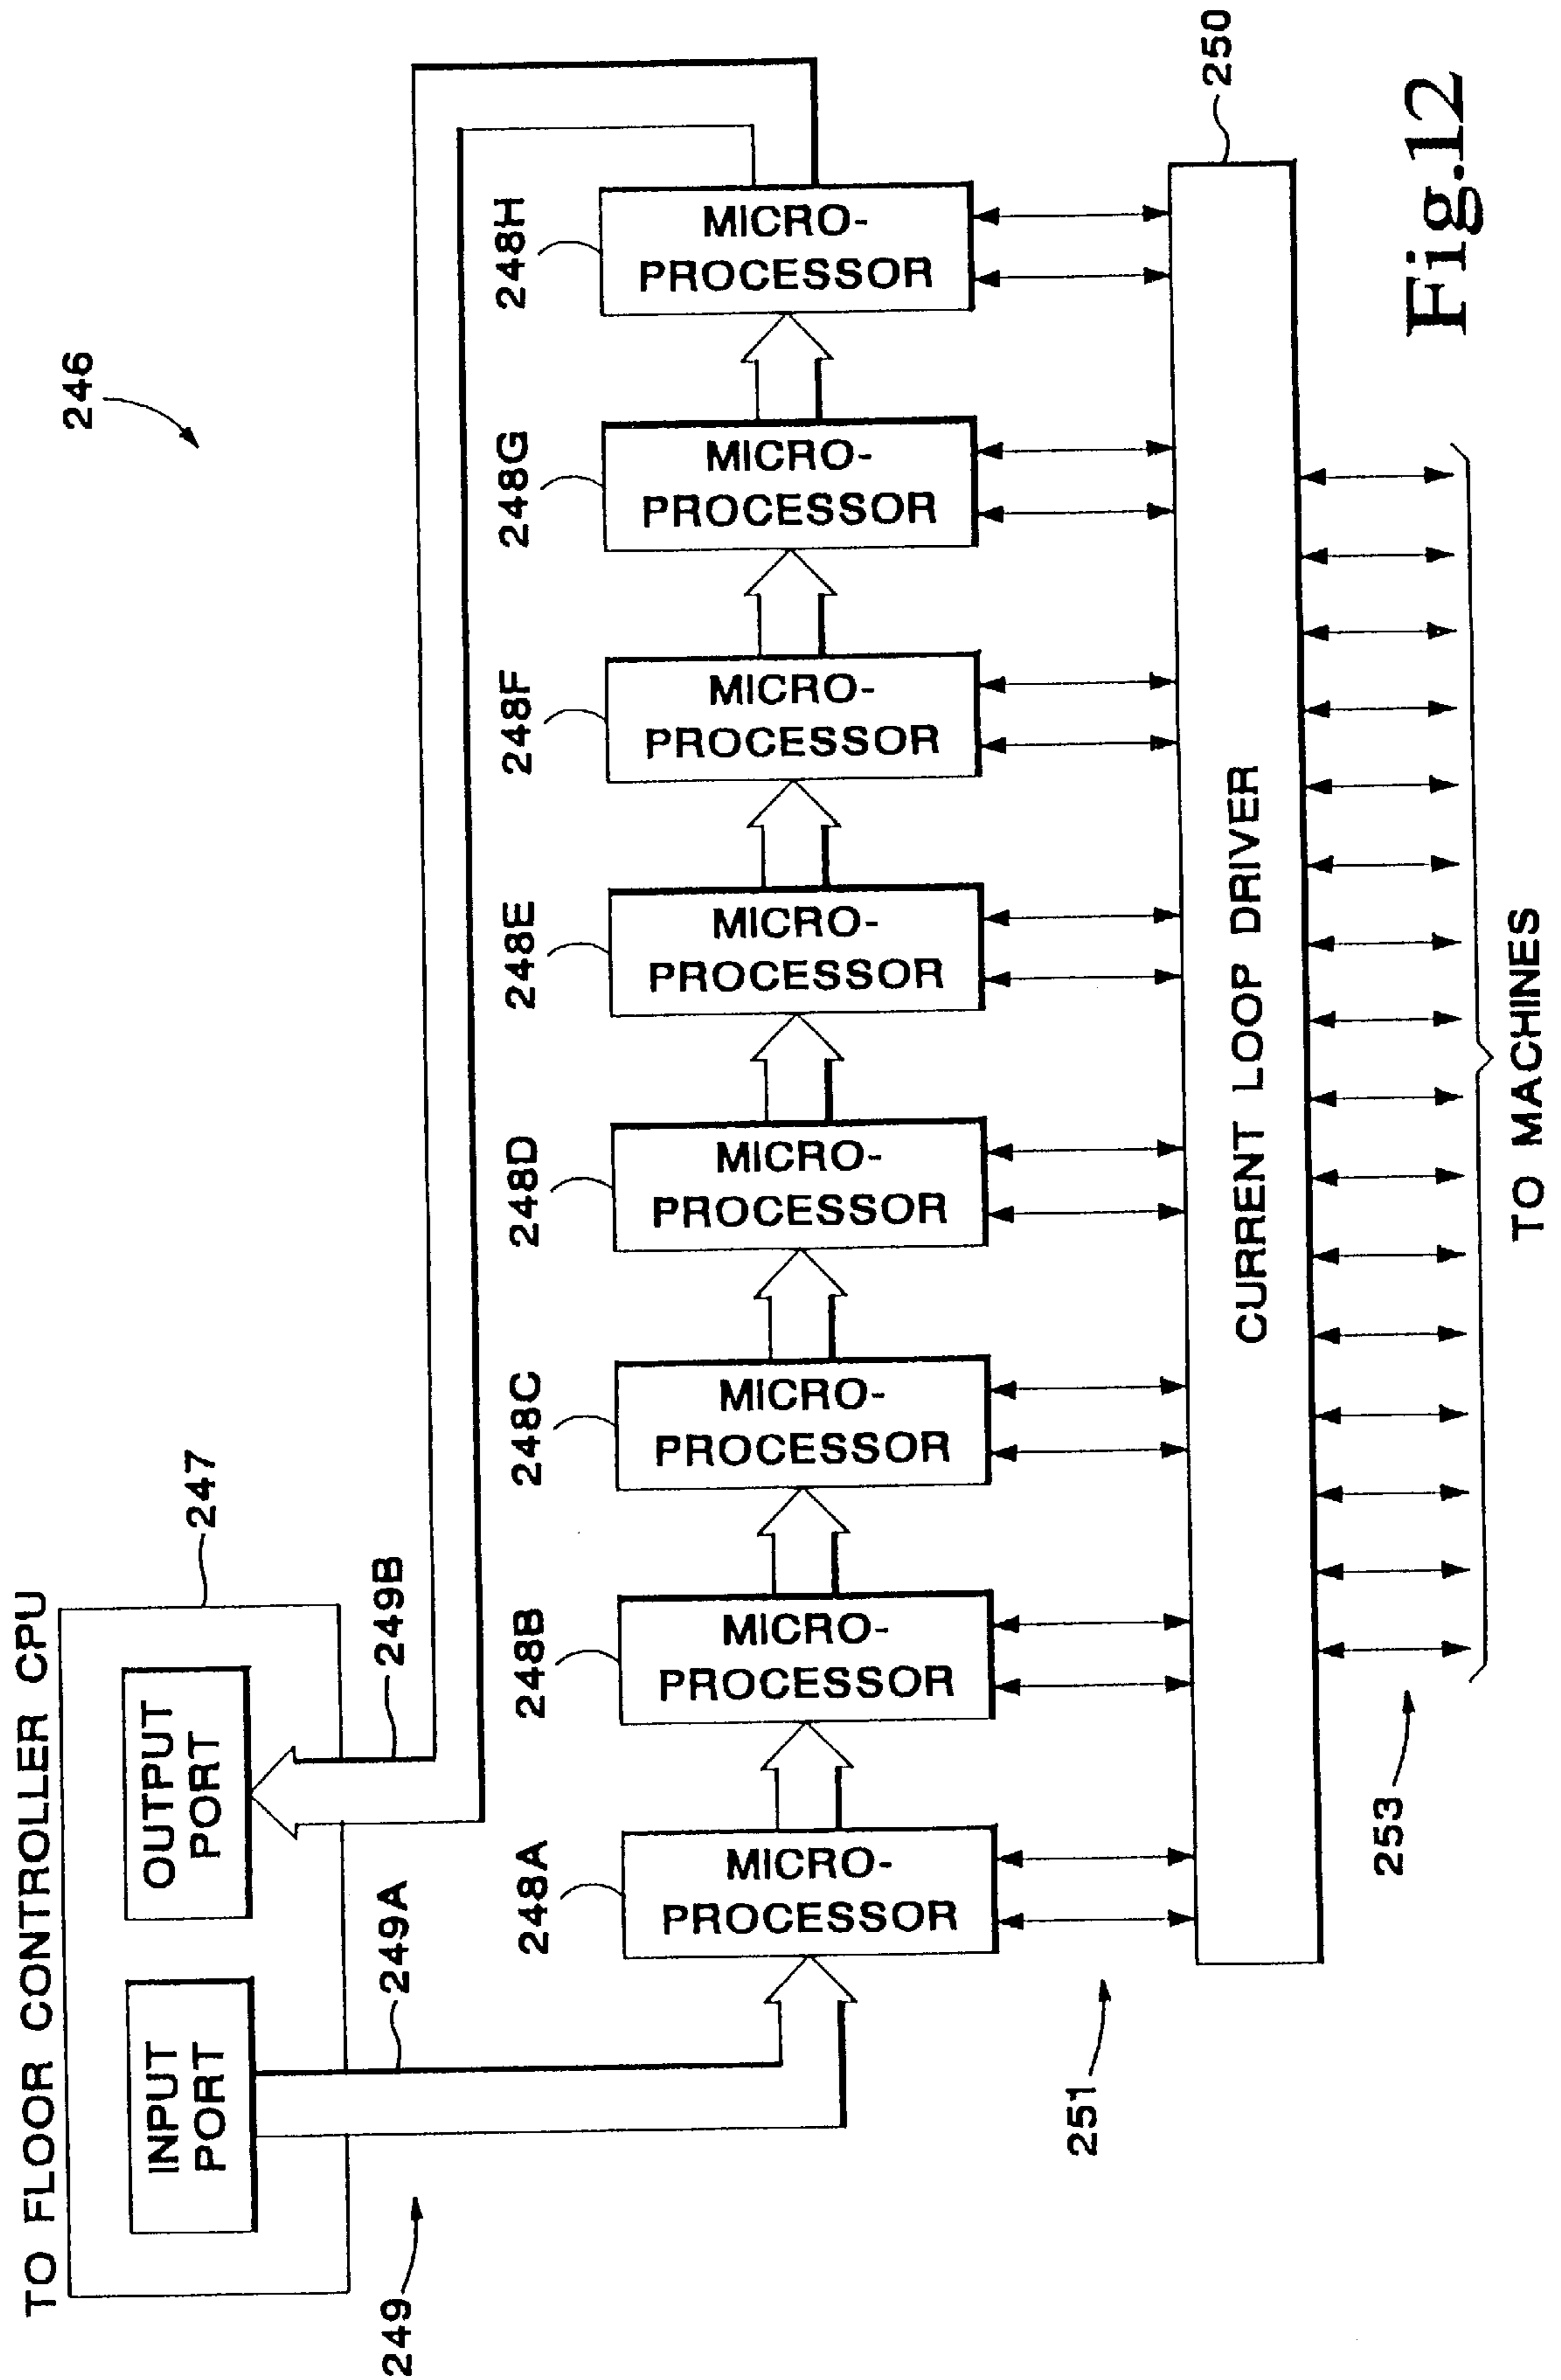 TO FLOOR CONTROLLER CPU
INPUT
PORT
OUTPUT
PORT
247
246
249
249A
249B
248A
248B
248C
248D
248E
248F
248G
248H
MICRO-
PROCESSOR
MICRO-
PROCESSOR
MICRO-
PROCESSOR
MICRO-
PROCESSOR
MICRO-
PROCESSOR
MICRO-
PROCESSOR
MICRO-
PROCESSOR
MICRO-
PROCESSOR
251
CURRENT LOOP DRIVER
250
253
TO MACHINES
Fig.12